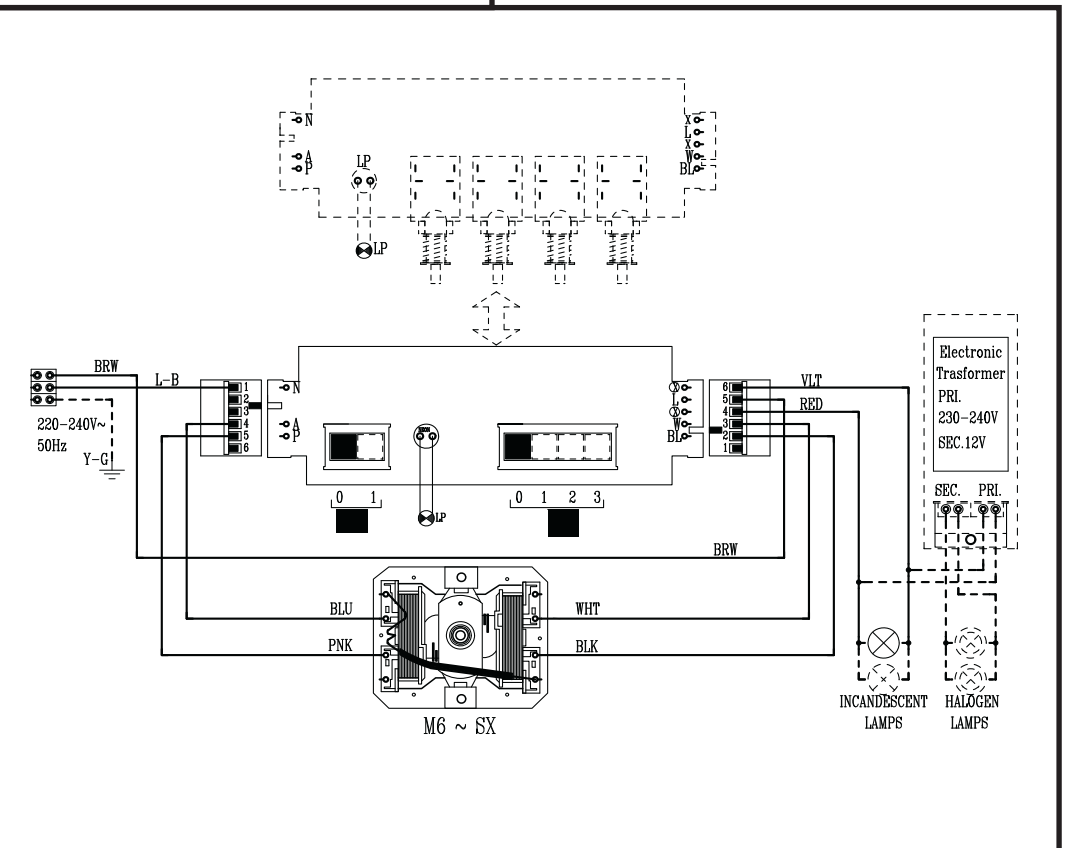 N
A
P
LP
LP
X
L
X
W
BL
BRW
L-B
220-240V~
50Hz
Y-G
1
2
3
4
5
6
N
A
P
LP
0 1
0 1 2 3
L
W
BL
6
5
4
3
2
1
VLT
RED
BRW
BLU
PNK
WHT
BLK
M6 ~ SX
Electronic
Trasformer
PRI.
230-240V
SEC.12V
SEC. PRI.
INCANDESCENT
LAMPS
HALOGEN
LAMPS